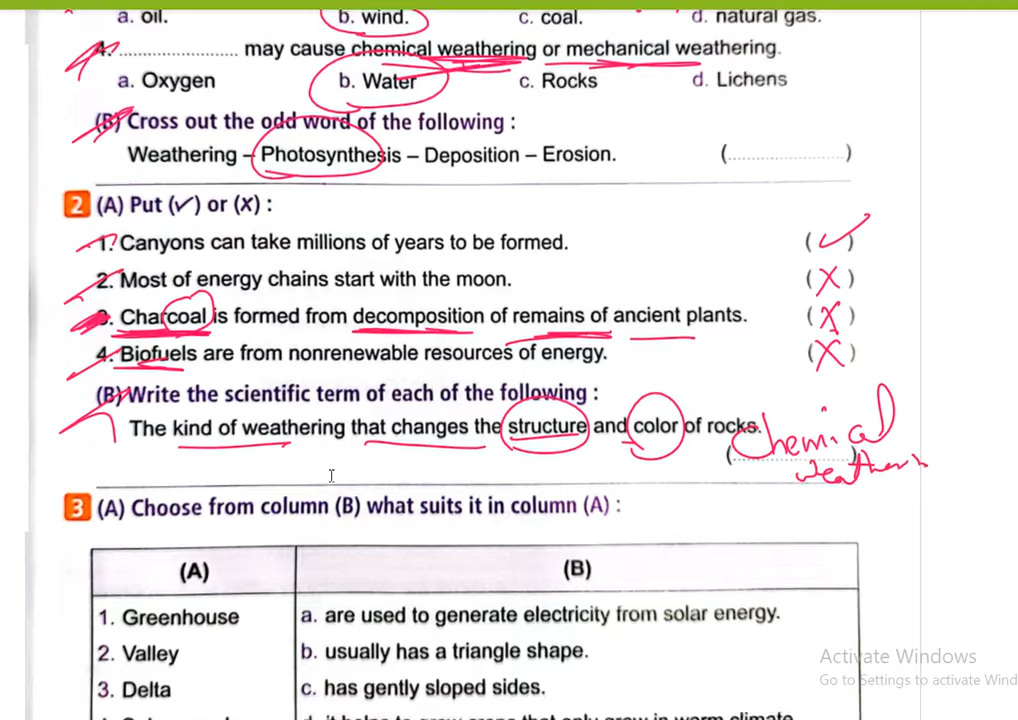 a. oil. b. wind. c. coal. d. natural gas.
4. .................... may cause chemical weathering or mechanical weathering.
a. Oxygen b. Water c. Rocks d. Lichens
(B) Cross out the odd word of the following :
Weathering – Photosynthesis – Deposition – Erosion. (....................)
2 (A) Put (✓) or (x) :
1. Canyons can take millions of years to be formed. (✓)
2. Most of energy chains start with the moon. (X)
3. Charcoal is formed from decomposition of remains of ancient plants. (X)
4. Biofuels are from nonrenewable resources of energy. (X)
(B) Write the scientific term of each of the following :
The kind of weathering that changes the structure and color of rocks.
Chemical
(....................)
3 (A) Choose from column (B) what suits it in column (A) :
(A) (B)
1. Greenhouse a. are used to generate electricity from solar energy.
2. Valley b. usually has a triangle shape.
3. Delta c. has gently sloped sides.
Activate Windows
Go to Settings to activate Wind